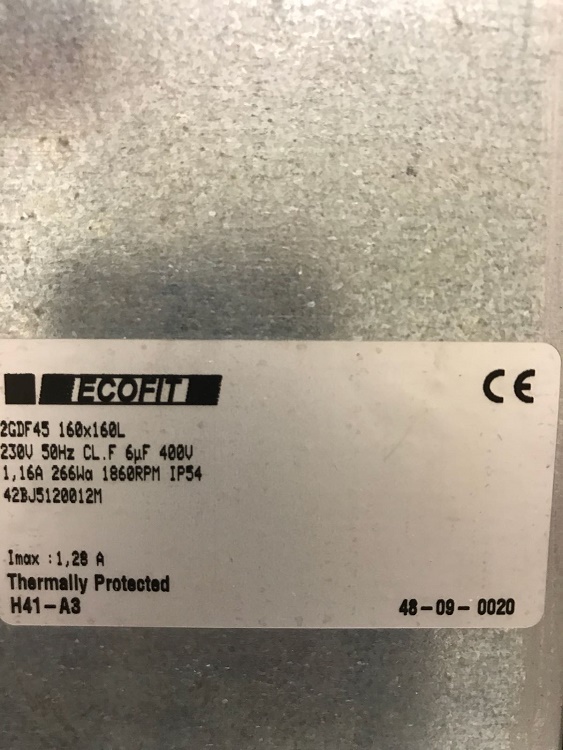 ECOFIT CE
2GDF45 160x160L
230V 50Hz CL.F 6µF 400V
1,16A 266Wa 1860RPM IP54
42BJ5120012M
Imax :1,28 A
Thermally Protected
H41-A3 48-09-0020